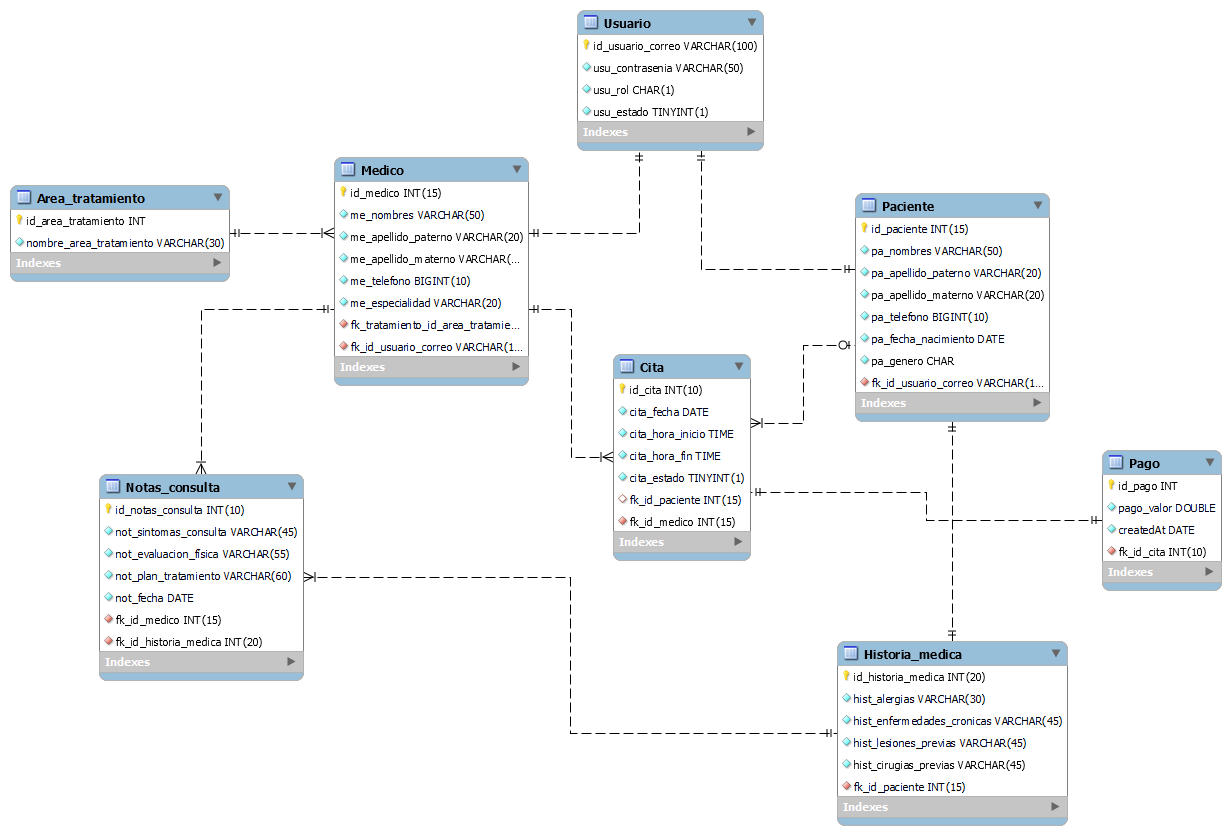 Usuario
id_usuario_correo VARCHAR(100)
usu_contrasenia VARCHAR(50)
usu_rol CHAR(1)
usu_estado TINYINT(1)
Indexes
Medico
id_medico INT(15)
me_nombres VARCHAR(50)
me_apellido_paterno VARCHAR(20)
me_apellido_materno VARCHAR(...
me_telefono BIGINT(10)
me_especialidad VARCHAR(20)
fk_tratamiento_id_area_tratamie...
fk_id_usuario_correo VARCHAR(1...
Indexes
Area_tratamiento
id_area_tratamiento INT
nombre_area_tratamiento VARCHAR(30)
Indexes
Paciente
id_paciente INT(15)
pa_nombres VARCHAR(50)
pa_apellido_paterno VARCHAR(20)
pa_apellido_materno VARCHAR(20)
pa_telefono BIGINT(10)
pa_fecha_nacimiento DATE
pa_genero CHAR
fk_id_usuario_correo VARCHAR(1...
Indexes
Cita
id_cita INT(10)
cita_fecha DATE
cita_hora_inicio TIME
cita_hora_fin TIME
cita_estado TINYINT(1)
fk_id_paciente INT(15)
fk_id_medico INT(15)
Indexes
Pago
id_pago INT
pago_valor DOUBLE
createdAt DATE
fk_id_cita INT(10)
Indexes
Notas_consulta
id_notas_consulta INT(10)
not_sintomas_consulta VARCHAR(45)
not_evaluacion_física VARCHAR(55)
not_plan_tratamiento VARCHAR(60)
not_fecha DATE
fk_id_medico INT(15)
fk_id_historia_medica INT(20)
Indexes
Historia_medica
id_historia_medica INT(20)
hist_alergias VARCHAR(30)
hist_enfermedades_cronicas VARCHAR(45)
hist_lesiones_previas VARCHAR(45)
hist_cirugias_previas VARCHAR(45)
fk_id_paciente INT(15)
Indexes